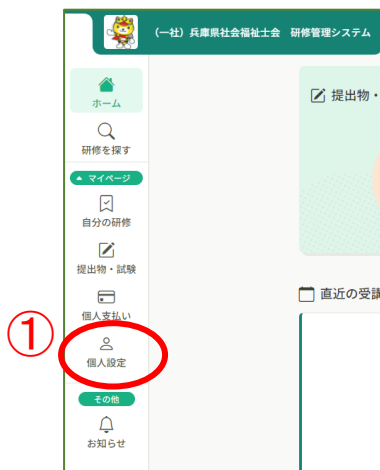 (一社) 兵庫県社会福祉士会 研修管理システム
ホーム
研修を探す
マイページ
自分の研修
提出物・試験
個人支払い
個人設定
その他
お知らせ
提出物・
直近の受講
①